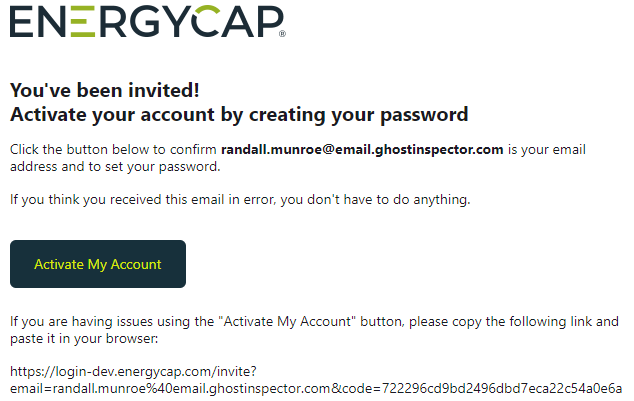 ENERGYCAP®
You've been invited!
Activate your account by creating your password
Click the button below to confirm randall.munroe@email.ghostinspector.com is your email
address and to set your password.
If you think you received this email in error, you don't have to do anything.
Activate My Account
If you are having issues using the "Activate My Account" button, please copy the following link and
paste it in your browser:
https://login-dev.energycap.com/invite?
email=randall.munroe%40email.ghostinspector.com&code=722296cd9bd2496dbd7eca22c54a0e6a